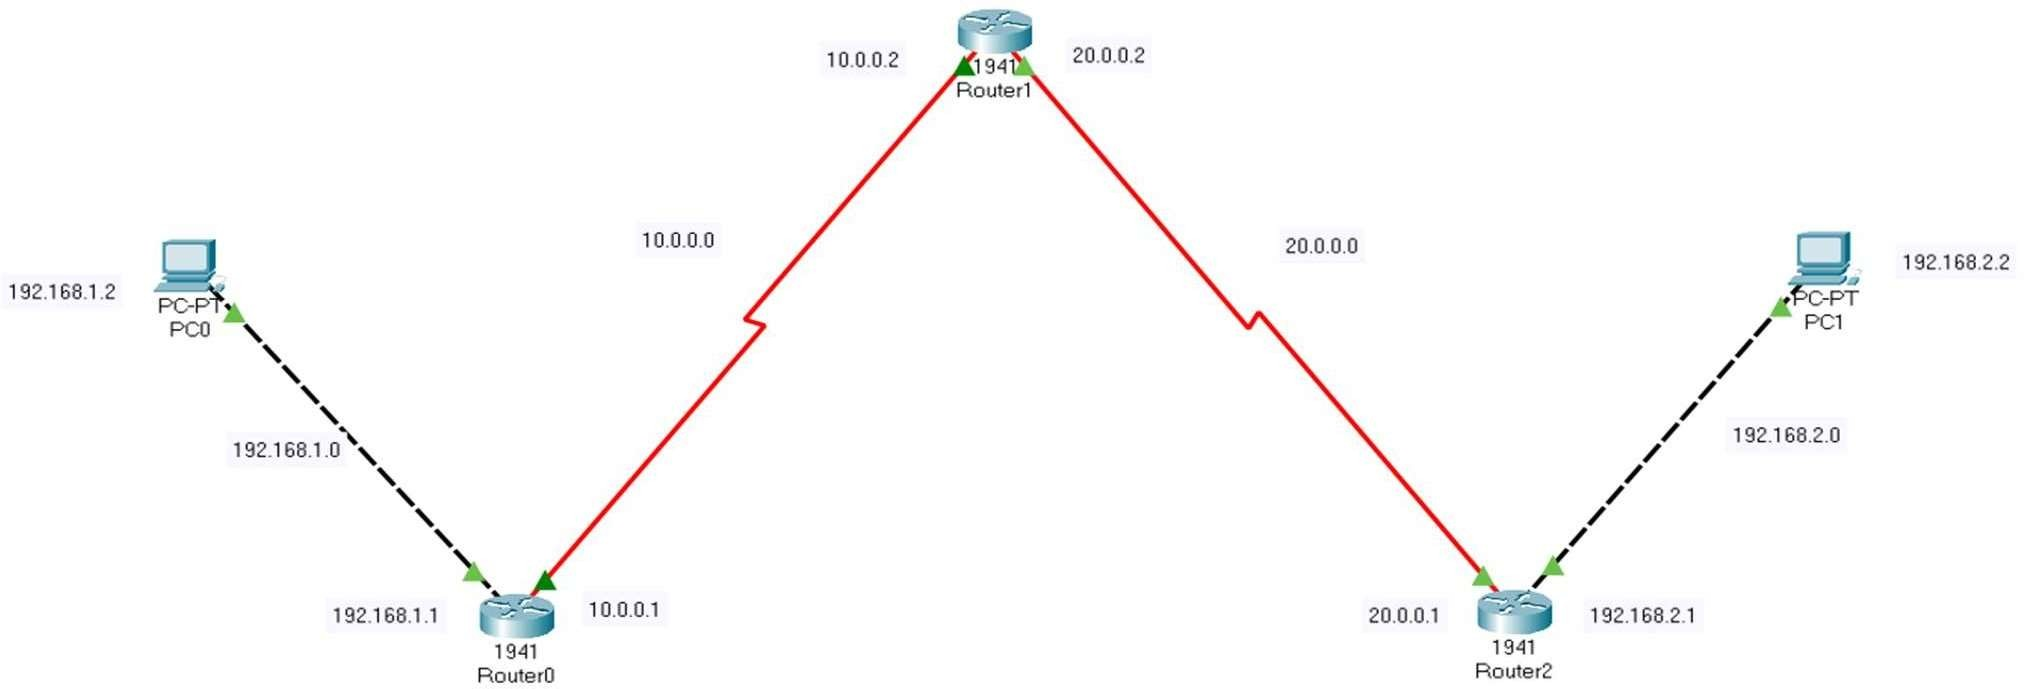 10.0.0.2
20.0.0.2
1941
Router1
10.0.0.0
20.0.0.0
192.168.1.2
PC-PT
PC0
192.168.2.2
PC-PT
PC1
192.168.1.0
192.168.2.0
192.168.1.1
10.0.0.1
1941
Router0
20.0.0.1
192.168.2.1
1941
Router2